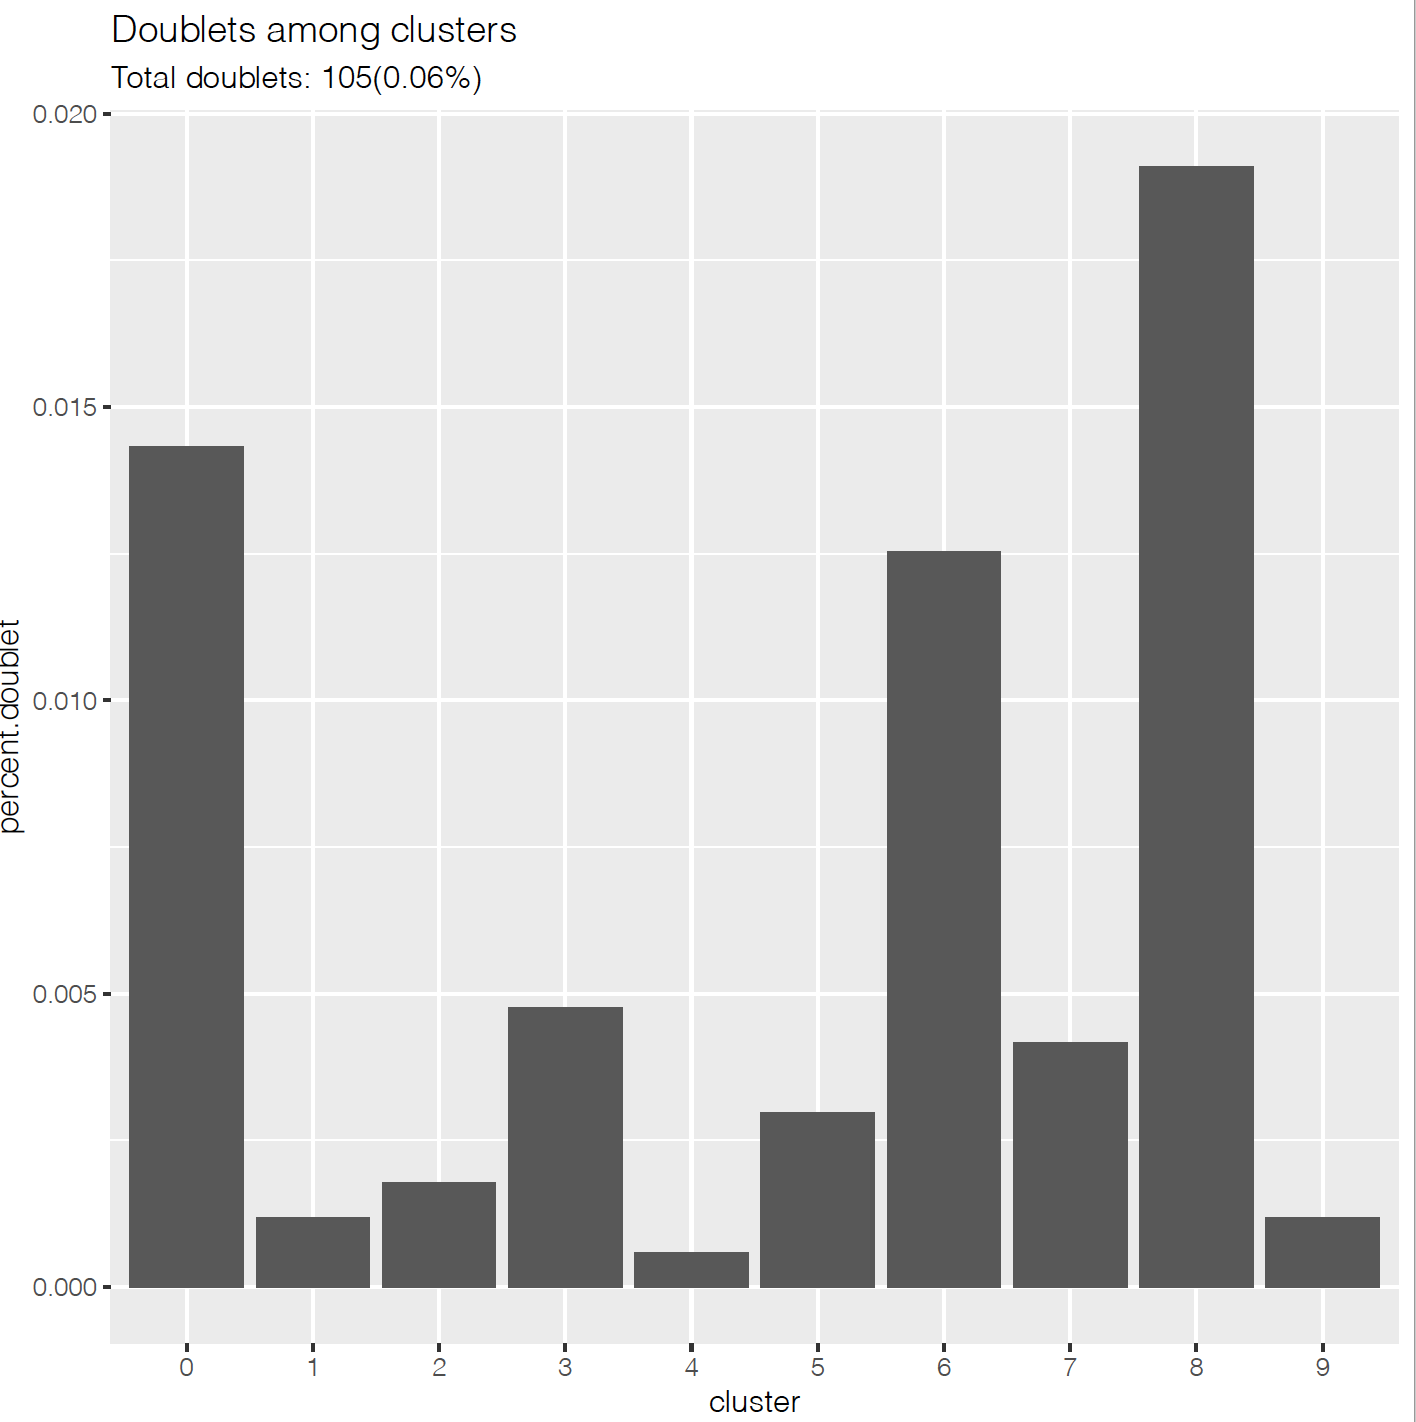 Doublets among clusters
Total doublets: 105(0.06%)
0.020
0.015
0.010
0.005
0.000
percent.doublet
0 1 2 3 4 5 6 7 8 9
cluster